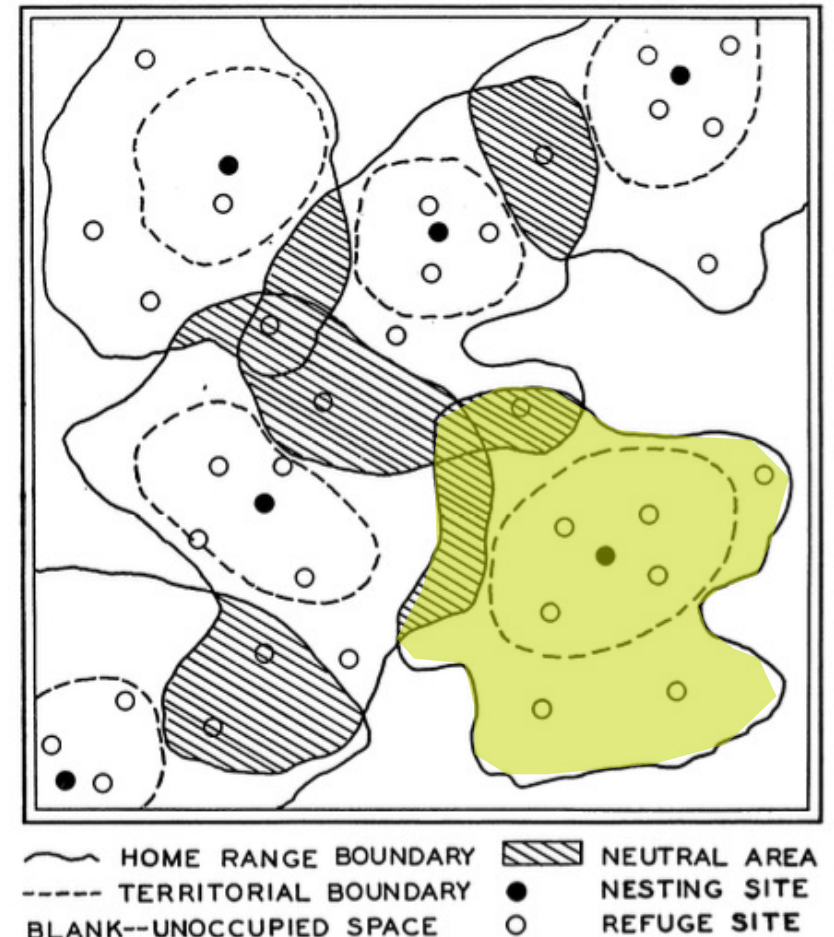 HOME RANGE BOUNDARY
NEUTRAL AREA
TERRITORIAL BOUNDARY
NESTING SITE
BLANK--UNOCCUPIED SPACE
REFUGE SITE